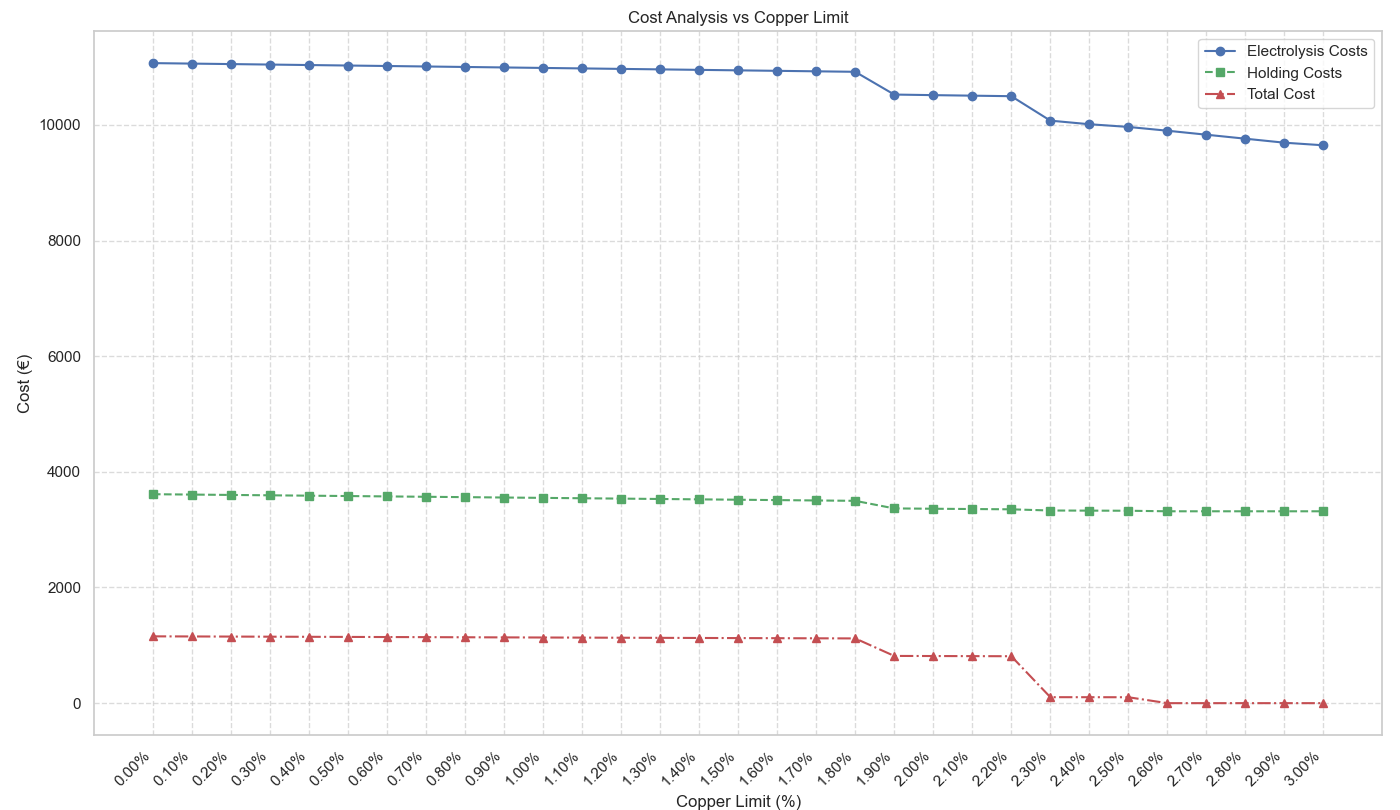 Cost Analysis vs Copper Limit
Electrolysis Costs
Holding Costs
Total Cost
Cost (€)
10000
8000
6000
4000
2000
0
0.00% 0.10% 0.20% 0.30% 0.40% 0.50% 0.60% 0.70% 0.80% 0.90% 1.00% 1.10% 1.20% 1.30% 1.40% 1.50% 1.60% 1.70% 1.80% 1.90% 2.00% 2.10% 2.20% 2.30% 2.40% 2.50% 2.60% 2.70% 2.80% 2.90% 3.00%
Copper Limit (%)